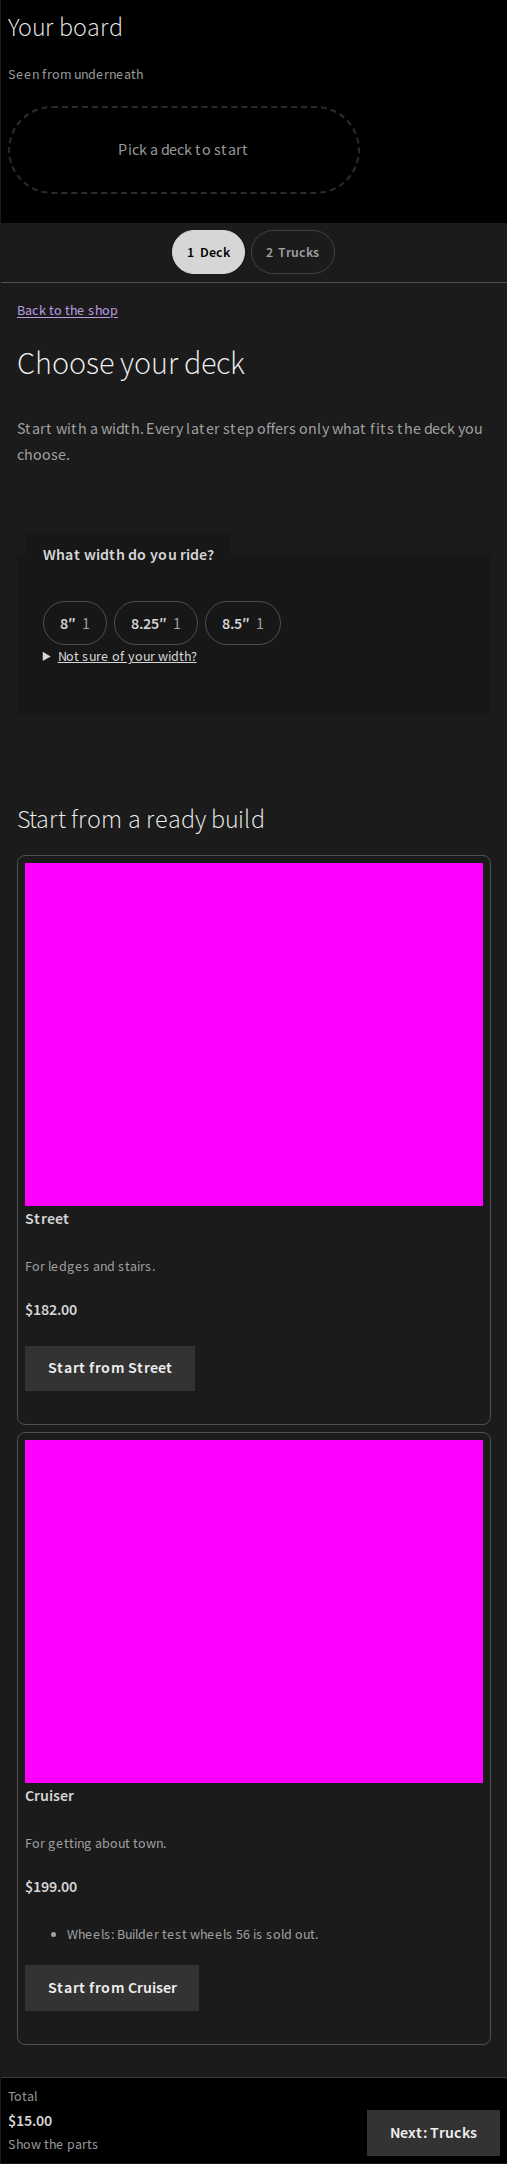 Your board
Seen from underneath
Pick a deck to start
1 Deck
2 Trucks
Back to the shop
Choose your deck
Start with a width. Every later step offers only what fits the deck you
choose.
What width do you ride?
8″ 1
8.25″ 1
8.5″ 1
Not sure of your width?
Start from a ready build
Street
For ledges and stairs.
$182.00
Start from Street
Cruiser
For getting about town.
$199.00
Wheels: Builder test wheels 56 is sold out.
Start from Cruiser
Total
$15.00
Show the parts
Next: Trucks